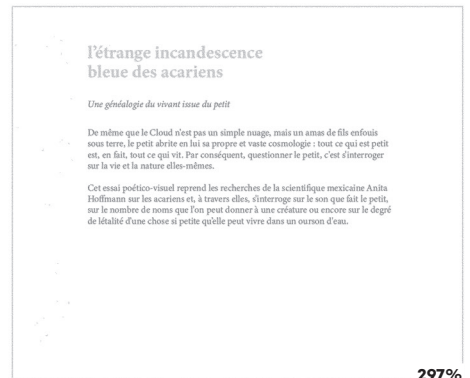 l'étrange incandescence
bleue des acariens
Une généalogie du vivant issue du petit
De même que le Cloud n'est pas un simple nuage, mais un amas de fils enfouis
sous terre, le petit abrite en lui sa propre et vaste cosmologie : tout ce qui est petit
est, en fait, tout ce qui vit. Par conséquent, questionner le petit, c'est s'interroger
sur la vie et la nature elles-mêmes.
Cet essai poético-visuel reprend les recherches de la scientifique mexicaine Anita
Hoffmann sur les acariens et, à travers elles, s'interroge sur le son que fait le petit,
sur le nombre de noms que l'on peut donner à une créature ou encore sur le degré
de létalité d'une chose si petite qu'elle peut vivre dans un ourson d'eau.
297%